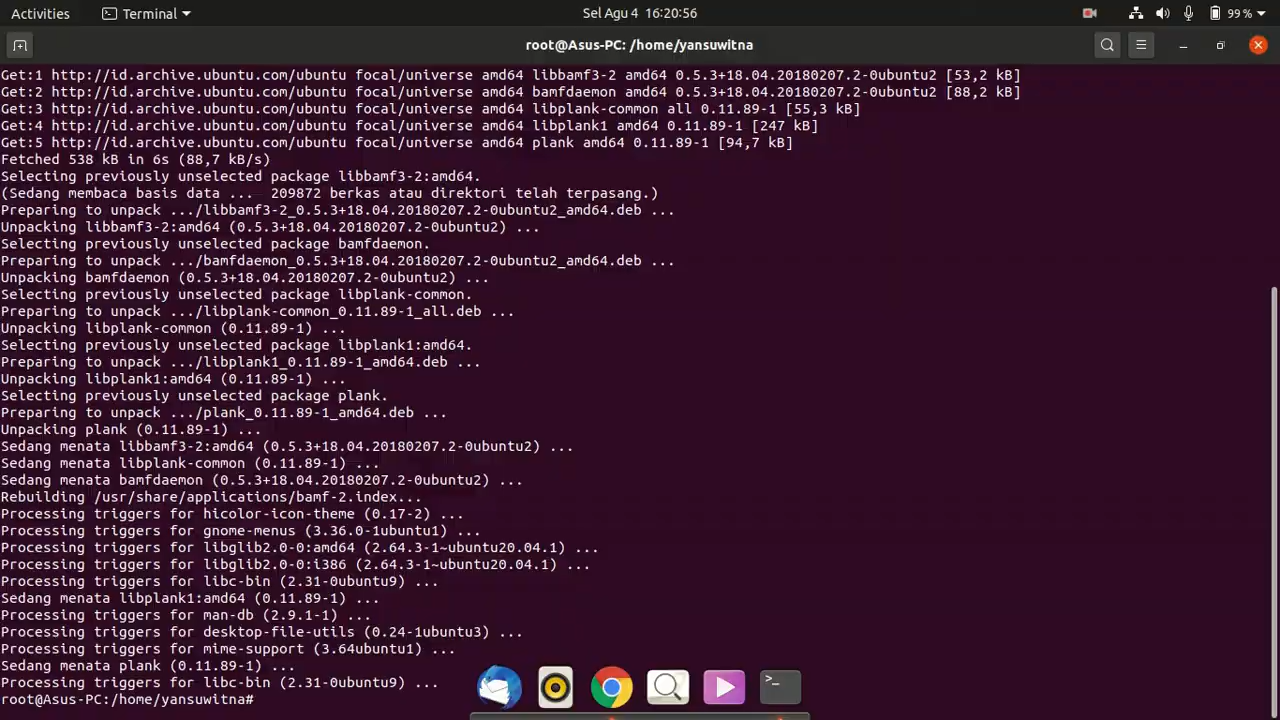 Activities
Terminal
Sel Agu 4 16:20:56
99 %
root@Asus-PC: /home/yansuwitna
Get:1 http://id.archive.ubuntu.com/ubuntu focal/universe amd64 libbamf3-2 amd64 0.5.3+18.04.20180207.2-0ubuntu2 [53,2 kB]
Get:2 http://id.archive.ubuntu.com/ubuntu focal/universe amd64 bamfdaemon amd64 0.5.3+18.04.20180207.2-0ubuntu2 [88,2 kB]
Get:3 http://id.archive.ubuntu.com/ubuntu focal/universe amd64 libplank-common all 0.11.89-1 [55,3 kB]
Get:4 http://id.archive.ubuntu.com/ubuntu focal/universe amd64 libplank1 amd64 0.11.89-1 [247 kB]
Get:5 http://id.archive.ubuntu.com/ubuntu focal/universe amd64 plank amd64 0.11.89-1 [94,7 kB]
Fetched 538 kB in 6s (88,7 kB/s)
Selecting previously unselected package libbamf3-2:amd64.
(Sedang membaca basis data ... 209872 berkas atau direktori telah terpasang.)
Preparing to unpack .../libbamf3-2_0.5.3+18.04.20180207.2-0ubuntu2_amd64.deb ...
Unpacking libbamf3-2:amd64 (0.5.3+18.04.20180207.2-0ubuntu2) ...
Selecting previously unselected package bamfdaemon.
Preparing to unpack .../bamfdaemon_0.5.3+18.04.20180207.2-0ubuntu2_amd64.deb ...
Unpacking bamfdaemon (0.5.3+18.04.20180207.2-0ubuntu2) ...
Selecting previously unselected package libplank-common.
Preparing to unpack .../libplank-common_0.11.89-1_all.deb ...
Unpacking libplank-common (0.11.89-1) ...
Selecting previously unselected package libplank1:amd64.
Preparing to unpack .../libplank1_0.11.89-1_amd64.deb ...
Unpacking libplank1:amd64 (0.11.89-1) ...
Selecting previously unselected package plank.
Preparing to unpack .../plank_0.11.89-1_amd64.deb ...
Unpacking plank (0.11.89-1) ...
Sedang menata libbamf3-2:amd64 (0.5.3+18.04.20180207.2-0ubuntu2) ...
Sedang menata libplank-common (0.11.89-1) ...
Sedang menata bamfdaemon (0.5.3+18.04.20180207.2-0ubuntu2) ...
Rebuilding /usr/share/applications/bamf-2.index...
Processing triggers for hicolor-icon-theme (0.17-2) ...
Processing triggers for gnome-menus (3.36.0-1ubuntu1) ...
Processing triggers for libglib2.0-0:amd64 (2.64.3-1~ubuntu20.04.1) ...
Processing triggers for libglib2.0-0:i386 (2.64.3-1~ubuntu20.04.1) ...
Processing triggers for libc-bin (2.31-0ubuntu9) ...
Sedang menata libplank1:amd64 (0.11.89-1) ...
Processing triggers for man-db (2.9.1-1) ...
Processing triggers for desktop-file-utils (0.24-1ubuntu3) ...
Processing triggers for mime-support (3.64ubuntu1) ...
Sedang menata plank (0.11.89-1) ...
Processing triggers for libc-bin (2.31-0ubuntu9) ...
root@Asus-PC:/home/yansuwitna#